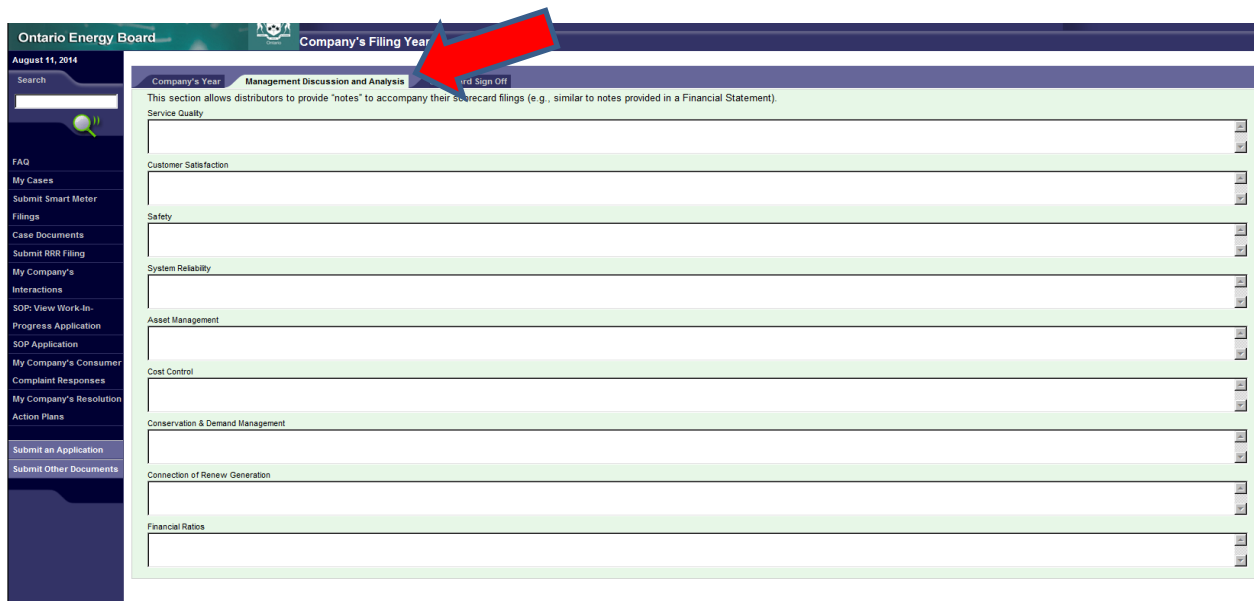 Ontario Energy Board
Ontario
Company's Filing Year
August 11, 2014
Search
Company's Year
Management Discussion and Analysis
rd Sign Off
This section allows distributors to provide "notes" to accompany their scorecard filings (e.g., similar to notes provided in a Financial Statement).
Service Quality
Customer Satisfaction
Safety
System Reliability
Asset Management
Cost Control
Conservation & Demand Management
Connection of Renew Generation
Financial Ratios
FAQ
My Cases
Submit Smart Meter
Filings
Case Documents
Submit RRR Filing
My Company's
Interactions
SOP: View Work-In-
Progress Application
SOP Application
My Company's Consumer
Complaint Responses
My Company's Resolution
Action Plans
Submit an Application
Submit Other Documents